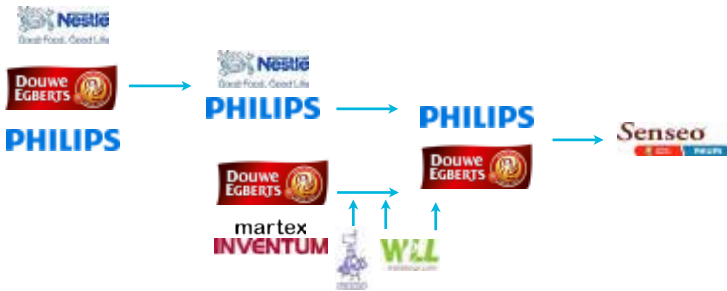 Nestlé
Good Food, Good Life
DOUWE
EGBERTS
PHILIPS
Nestlé
Good Food, Good Life
PHILIPS
DOUWE
EGBERTS
martex
INVENTUM
PHILIPS
DOUWE
EGBERTS
Senseo
PHILIPS